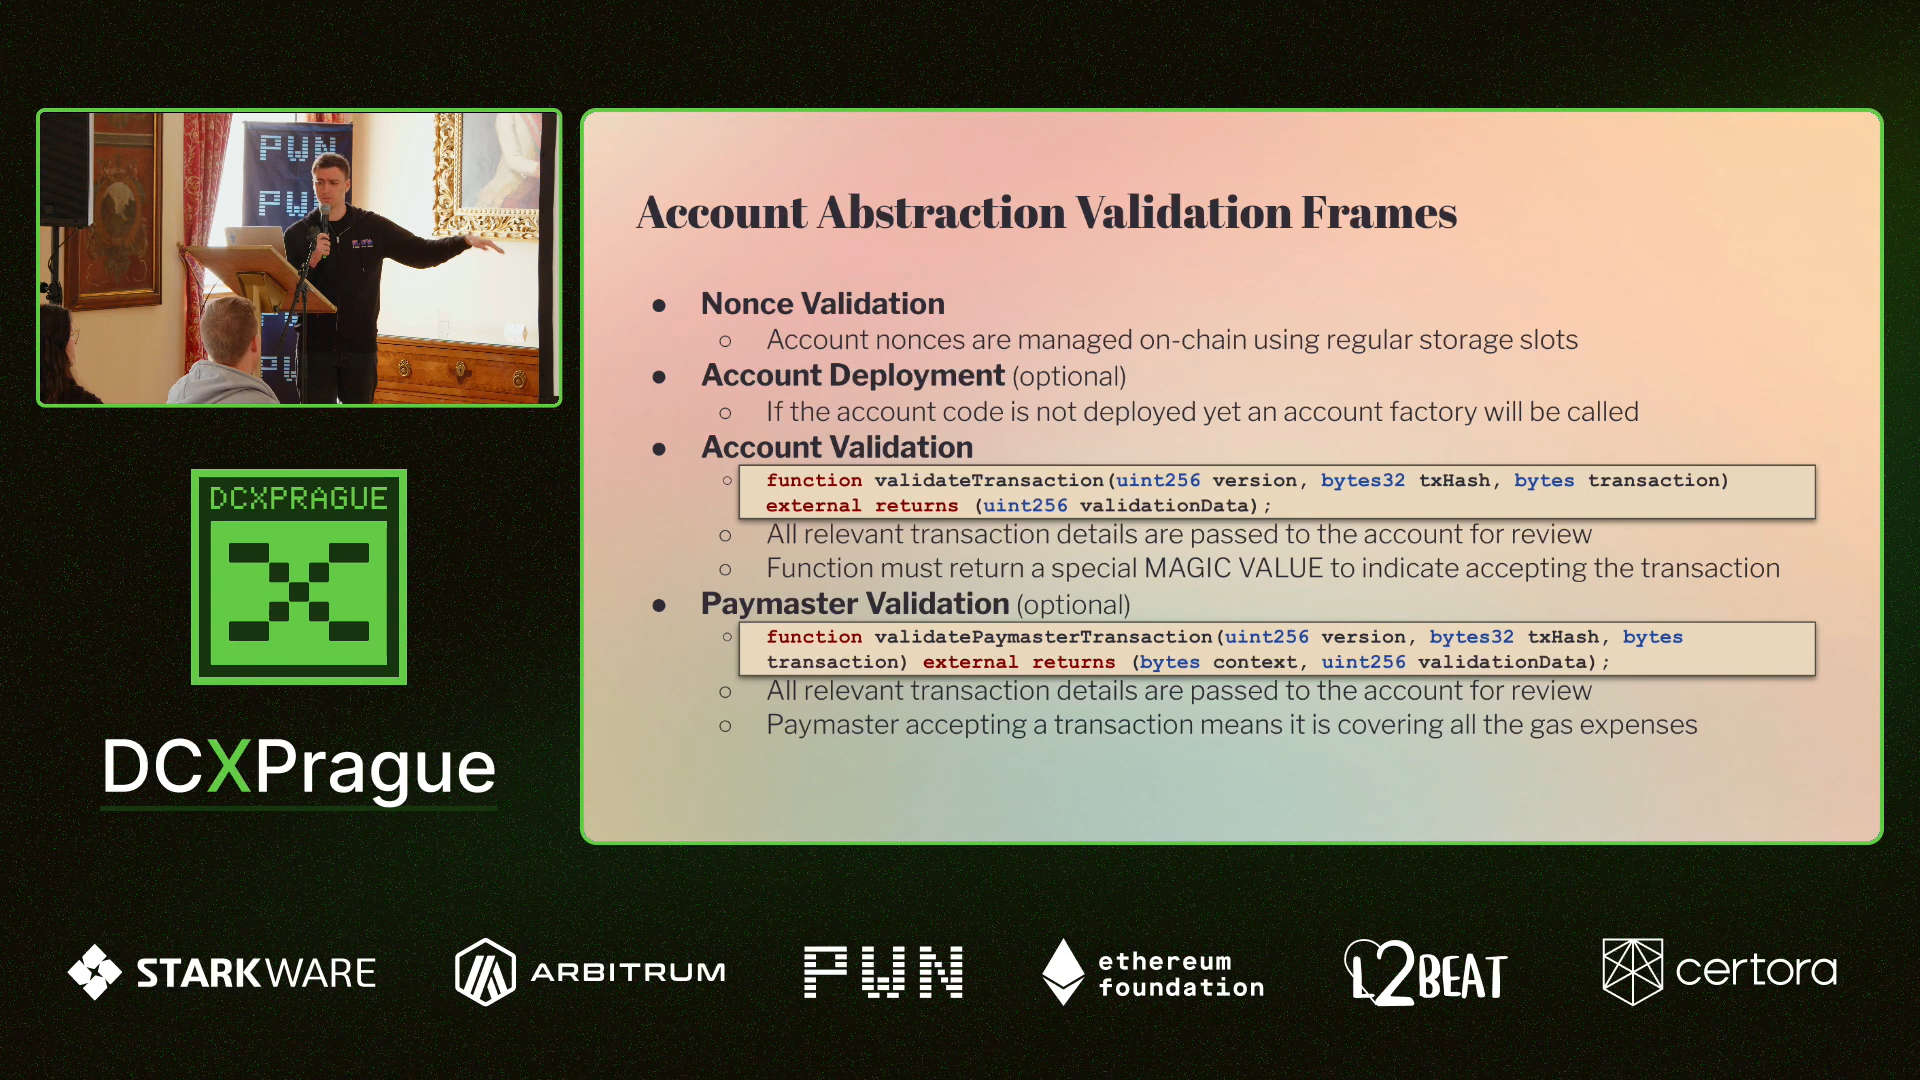 PWN
PWN
Account Abstraction Validation Frames
● Nonce Validation
○ Account nonces are managed on-chain using regular storage slots
● Account Deployment (optional)
○ If the account code is not deployed yet an account factory will be called
● Account Validation
○ function validateTransaction(uint256 version, bytes32 txHash, bytes transaction)
external returns (uint256 validationData);
○ All relevant transaction details are passed to the account for review
○ Function must return a special MAGIC VALUE to indicate accepting the transaction
● Paymaster Validation (optional)
○ function validatePaymasterTransaction(uint256 version, bytes32 txHash, bytes
transaction) external returns (bytes context, uint256 validationData);
○ All relevant transaction details are passed to the account for review
○ Paymaster accepting a transaction means it is covering all the gas expenses
DCXPRAGUE
DCXPrague
STARKWARE
ARBITRUM
PWN
ethereum
foundation
L2BEAT
certora